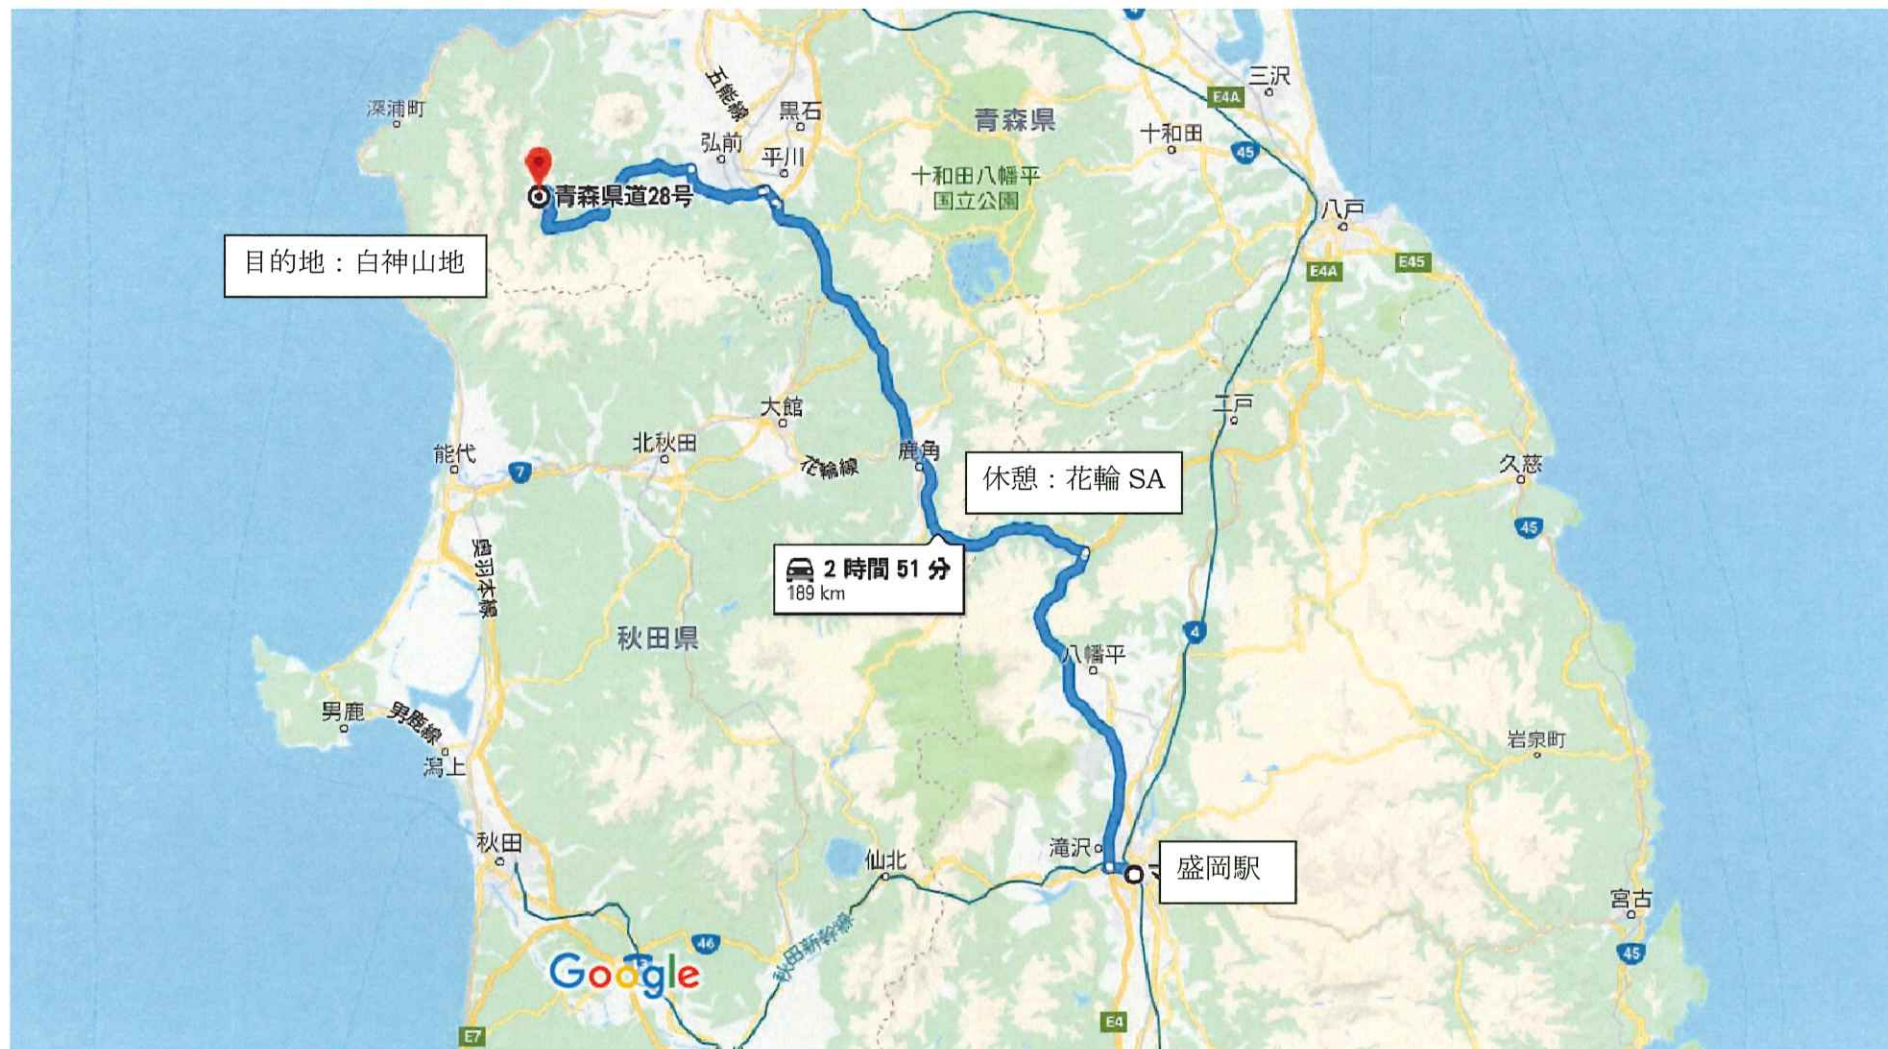 4
三沢
E4A
五能線
深浦町
黒石
青森県
十和田
弘前
45
平川
十和田八幡平
国立公園
青森県道28号
八戸
目的地：白神山地
E4A
E45
大館
二戸
北秋田
鹿角
能代
花輪線
久慈
7
休憩：花輪 SA
45
奥羽本線
2 時間 51 分
189 km
秋田県
4
八幡平
男鹿
男鹿線
岩泉町
潟上
秋田
滝沢
仙北
盛岡駅
宮古
46
秋田新幹線
45
13
Google
E4
E7